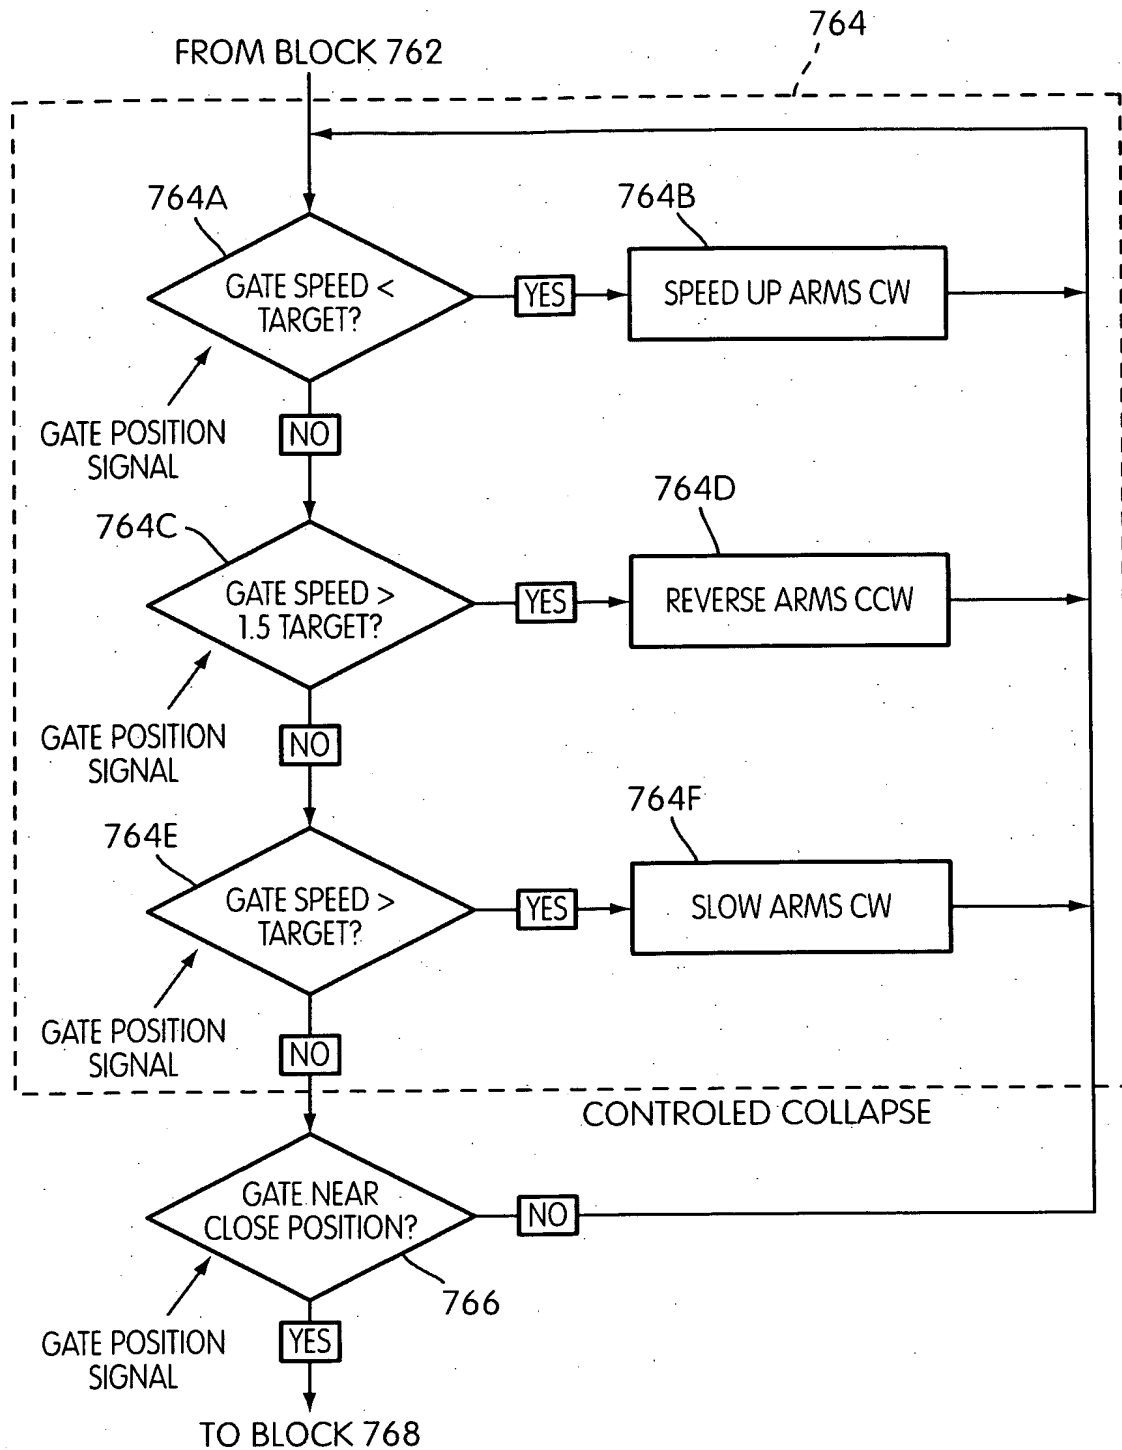 764
FROM BLOCK 762
764A
764B
GATE SPEED <
TARGET?
YES
SPEED UP ARMS CW
GATE POSITION
SIGNAL
NO
764C
764D
GATE SPEED >
1.5 TARGET?
YES
REVERSE ARMS CCW
GATE POSITION
SIGNAL
NO
764E
764F
GATE SPEED >
TARGET?
YES
SLOW ARMS CW
GATE POSITION
SIGNAL
NO
CONTROLED COLLAPSE
GATE NEAR
CLOSE POSITION?
NO
766
GATE POSITION
SIGNAL
YES
TO BLOCK 768